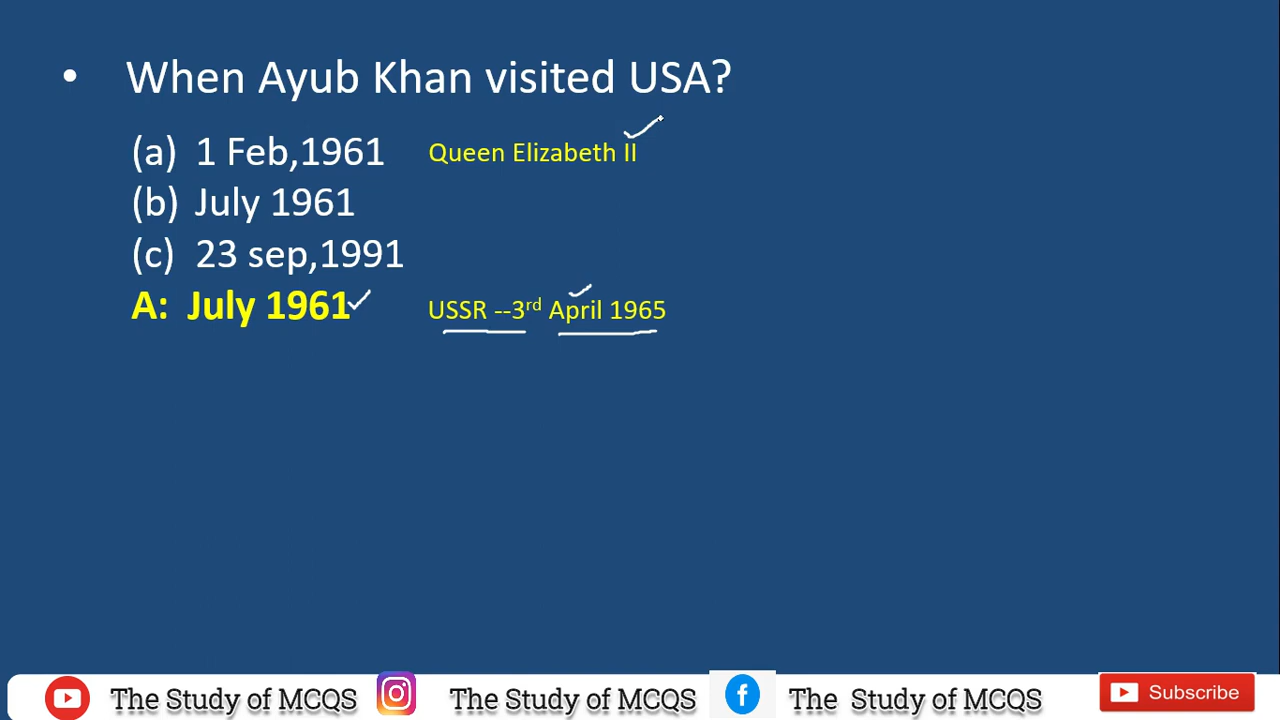 • When Ayub Khan visited USA?
(a) 1 Feb,1961 Queen Elizabeth II
(b) July 1961
(c) 23 sep,1991
A: July 1961 USSR --3rd April 1965
The Study of MCQS The Study of MCQS f The Study of MCQS Subscribe